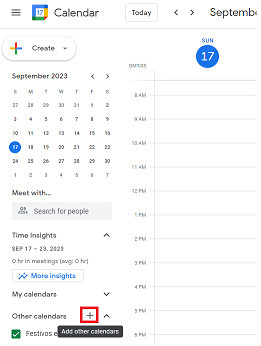 17 Calendar Today September
Create
September 2023
S M T W T F S
27 28 29 30 31 1 2
3 4 5 6 7 8 9
10 11 12 13 14 15 16
17 18 19 20 21 22 23
24 25 26 27 28 29 30
1 2 3 4 5 6 7
Meet with...
Search for people
Time Insights
SEP 17 – 23, 2023
0 hr in meetings (avg: 0 hr)
More insights
My calendars
Other calendars
Add other calendars
Festivos e
SUN
17
GMT-05
8 AM
9 AM
10 AM
11 AM
12 PM
1 PM
2 PM
3 PM
4 PM
5 PM
6 PM